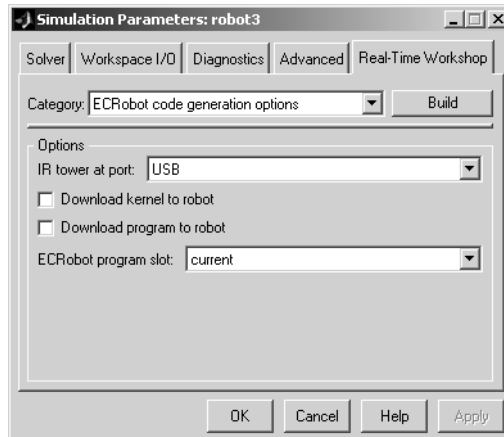 Simulation Parameters: robot3
Solver Workspace I/O Diagnostics Advanced Real-Time Workshop
Category: ECRobot code generation options Build
Options
IR tower at port: USB
Download kernel to robot
Download program to robot
ECRobot program slot: current
OK Cancel Help Apply